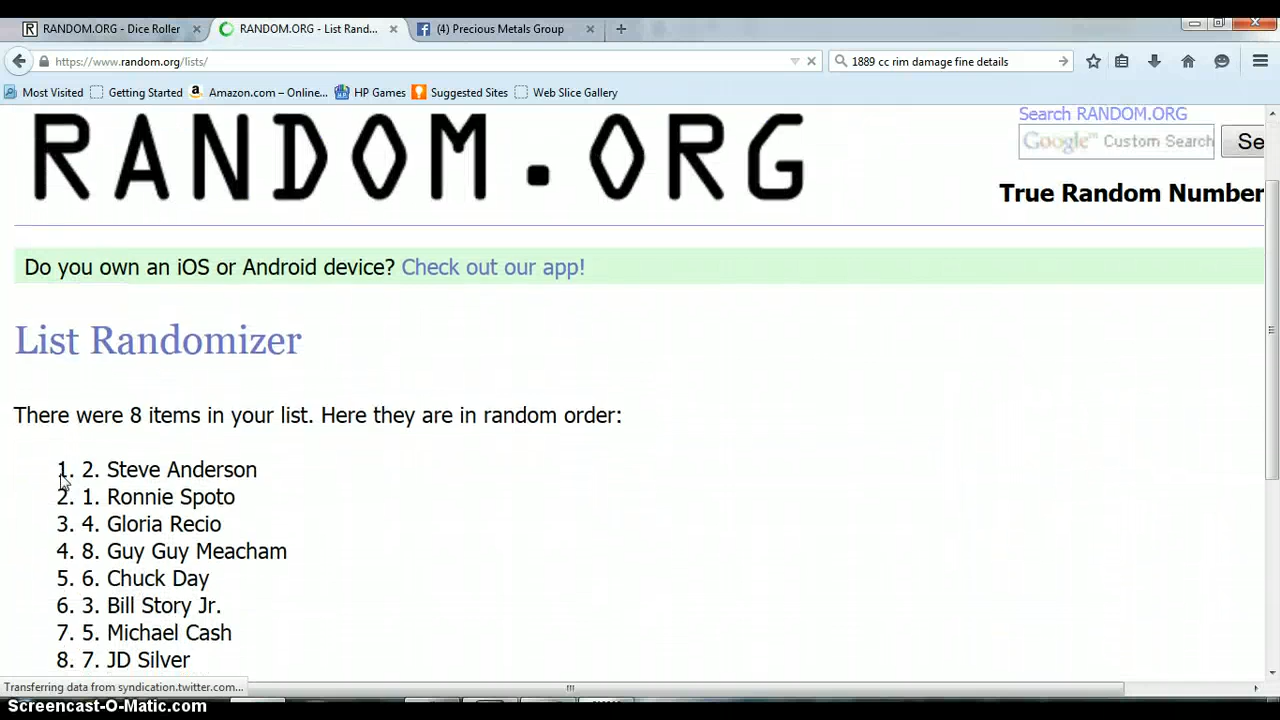 RANDOM.ORG - Dice Roller
RANDOM.ORG - List Rand...
(4) Precious Metals Group
https://www.random.org/lists/
1889 cc rim damage fine details
Most Visited
Getting Started
Amazon.com – Online...
HP Games
Suggested Sites
Web Slice Gallery
RANDOM.ORG
Search RANDOM.ORG
Google™ Custom Search
Se
True Random Number
Do you own an iOS or Android device? Check out our app!
List Randomizer
There were 8 items in your list. Here they are in random order:
1. 2. Steve Anderson
2. 1. Ronnie Spoto
3. 4. Gloria Recio
4. 8. Guy Guy Meacham
5. 6. Chuck Day
6. 3. Bill Story Jr.
7. 5. Michael Cash
8. 7. JD Silver
Transferring data from syndication.twitter.com...
Screencast-O-Matic.com